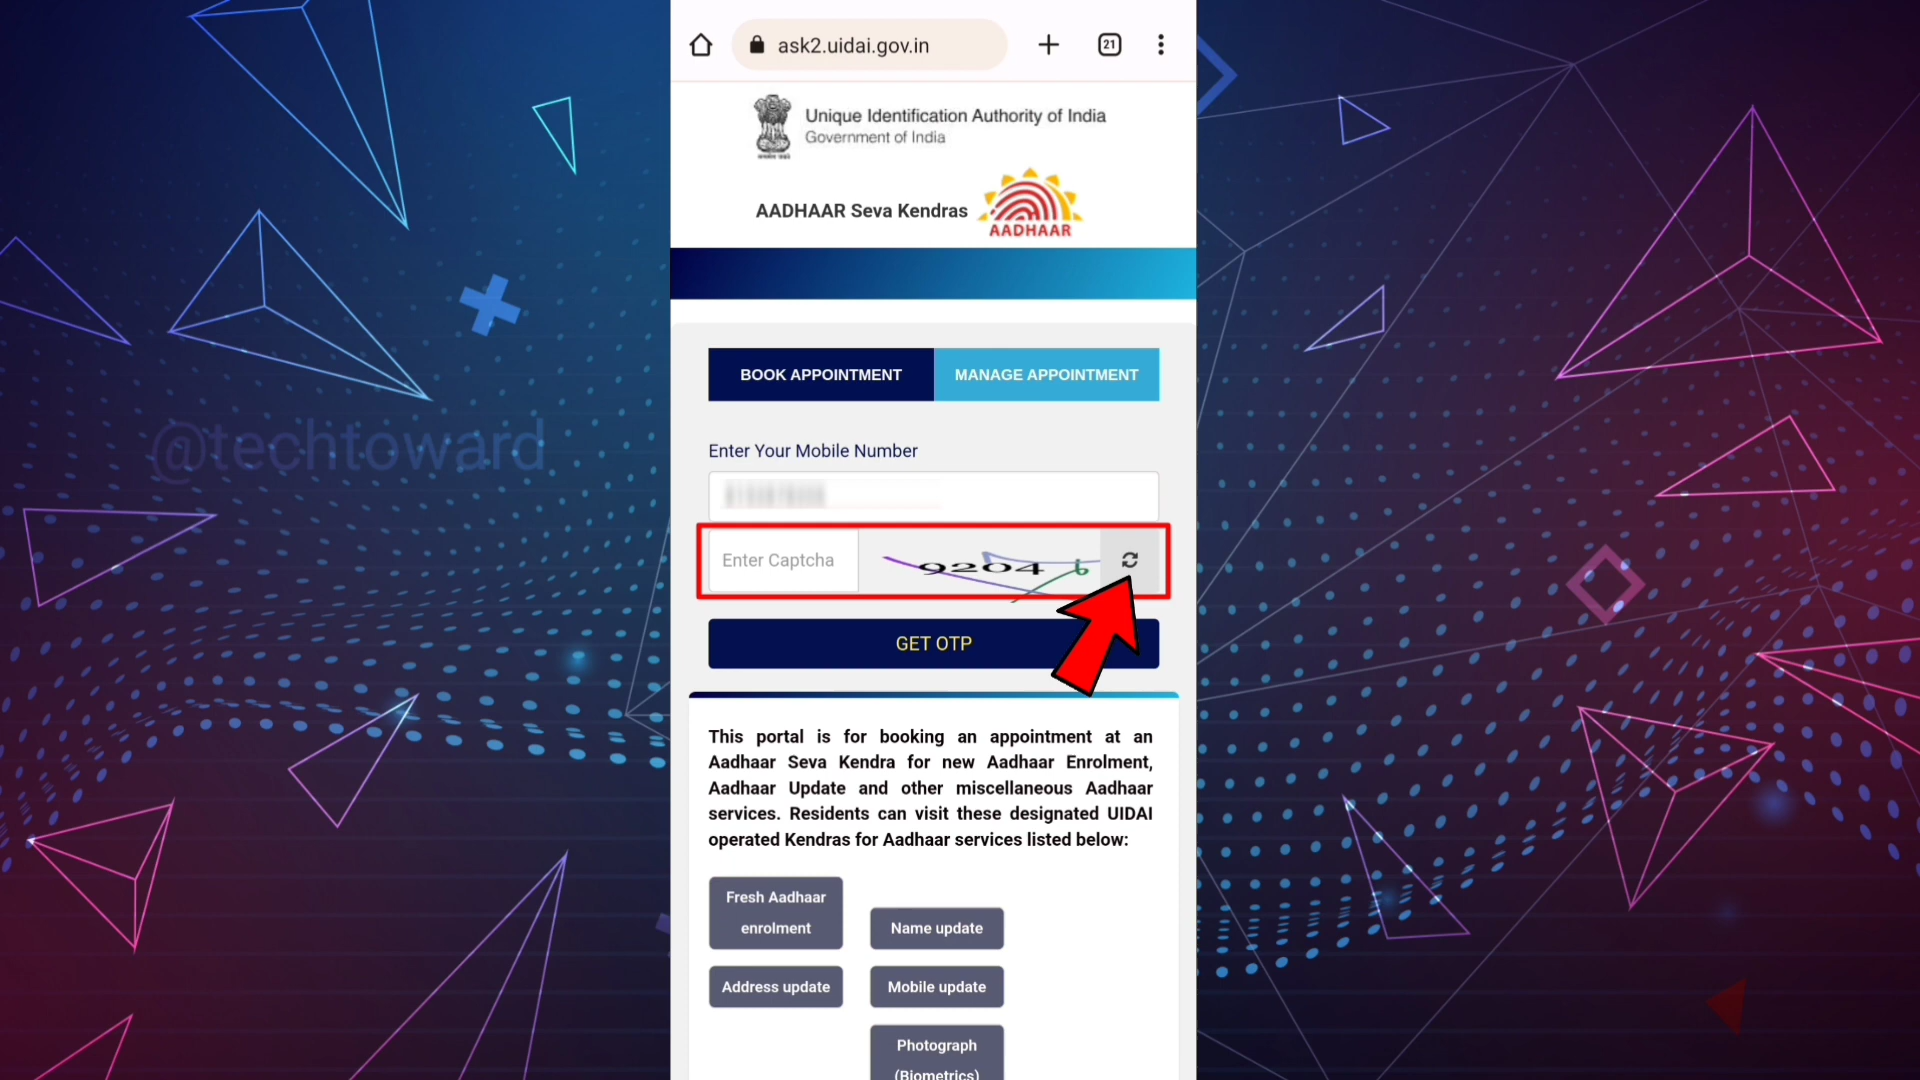 ask2.uidai.gov.in
21
Unique Identification Authority of India
Government of India
AADHAAR Seva Kendras
AADHAAR
BOOK APPOINTMENT
MANAGE APPOINTMENT
@techtoward
Enter Your Mobile Number
Enter Captcha
GET OTP
This portal is for booking an appointment at an
Aadhaar Seva Kendra for new Aadhaar Enrolment,
Aadhaar Update and other miscellaneous Aadhaar
services. Residents can visit these designated UIDAI
operated Kendras for Aadhaar services listed below:
Fresh Aadhaar
enrolment
Name update
Address update
Mobile update
Photograph
(Biometrics)